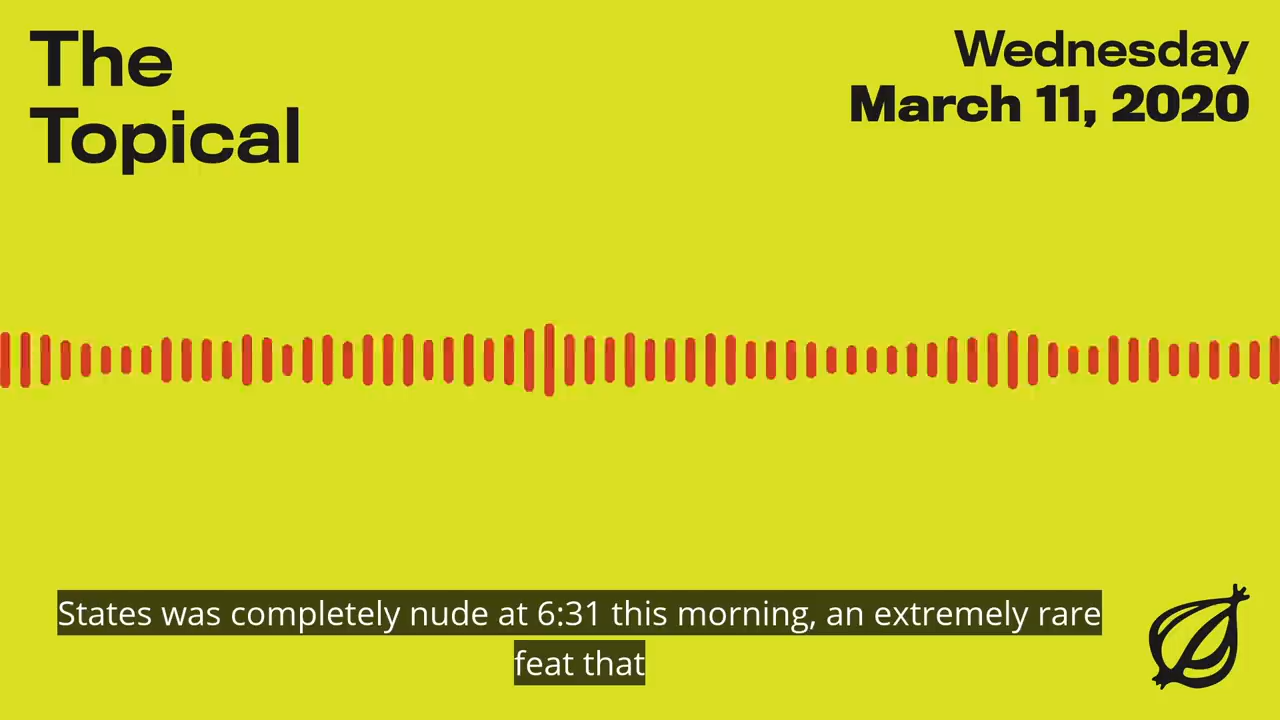 The
Topical
Wednesday
March 11, 2020
States was completely nude at 6:31 this morning, an extremely rare
feat that